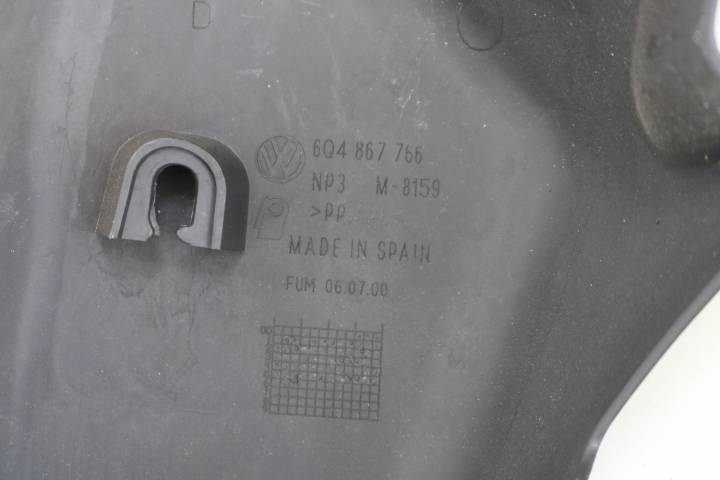 D
6Q4 867 766
NP3 M-8159
>PP
MADE IN SPAIN
FUM 06.07.00